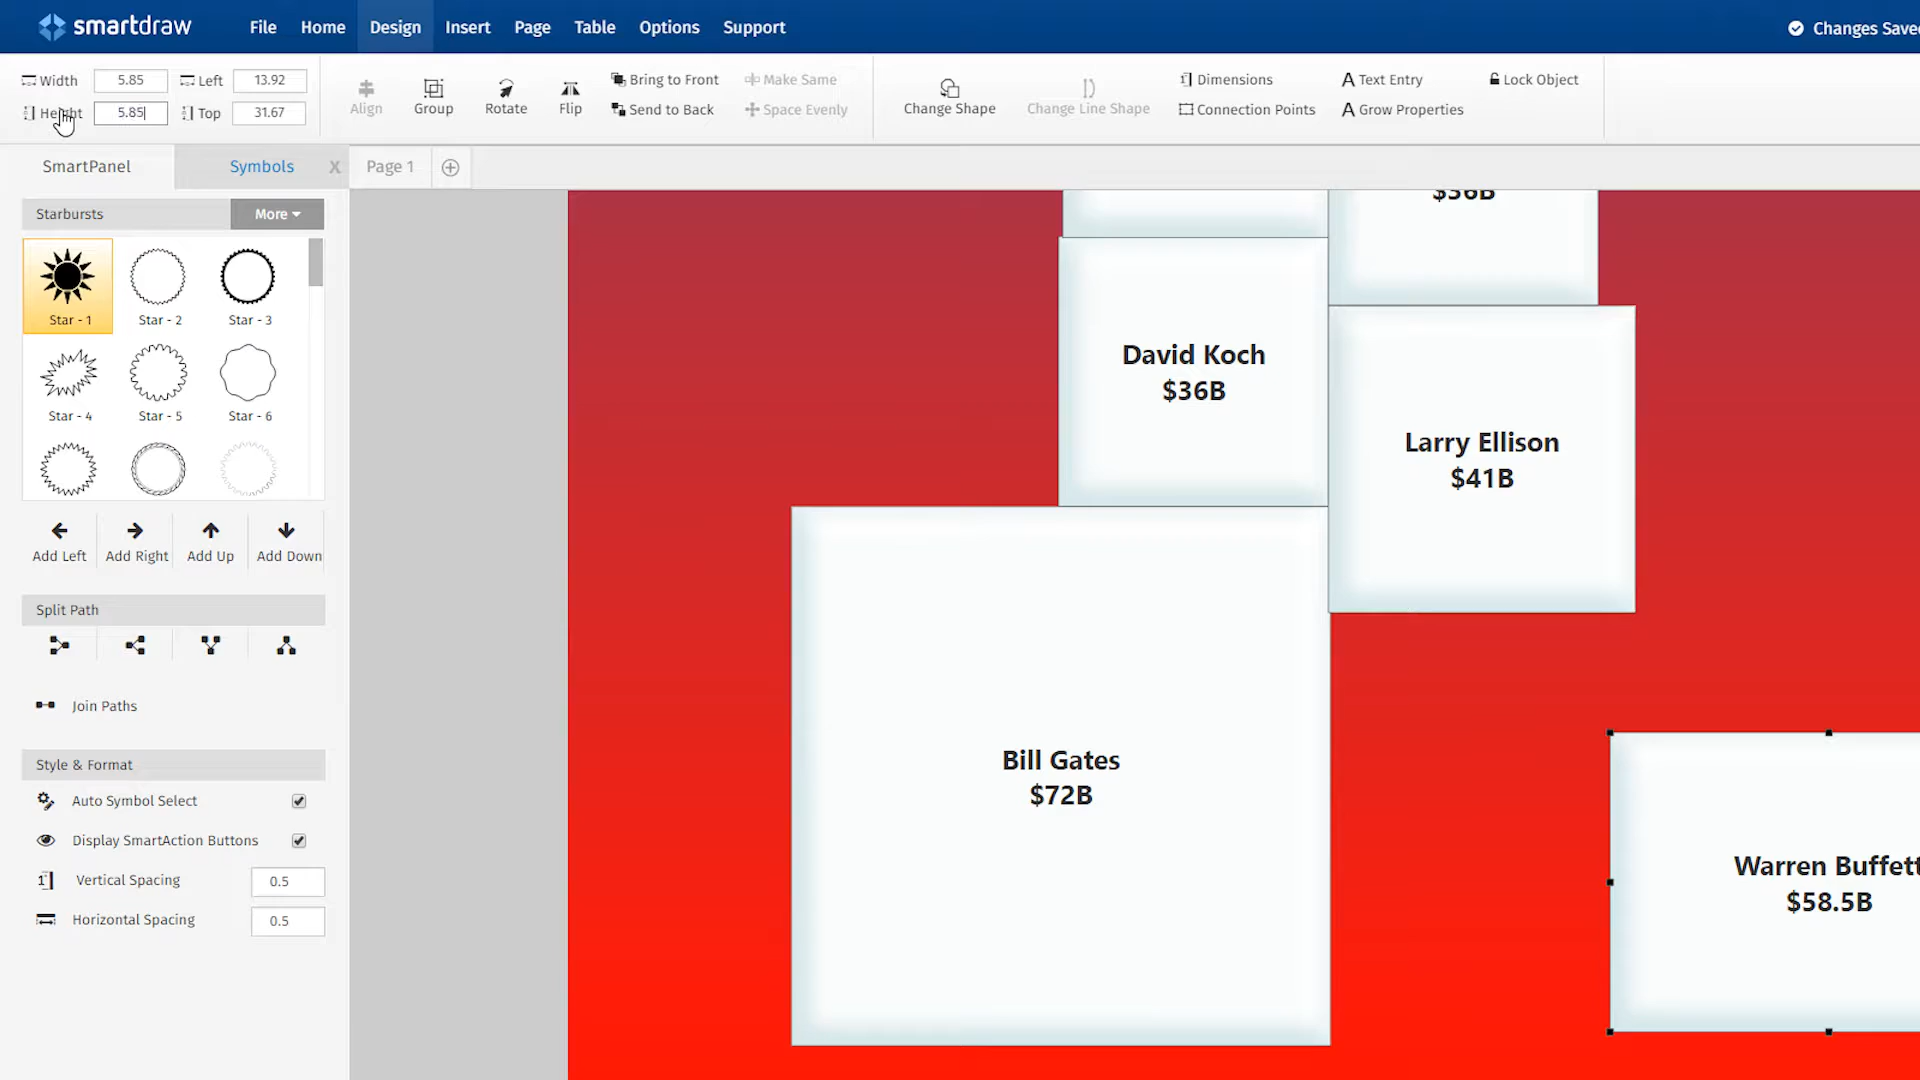 smartdraw File Home Design Insert Page Table Options Support Changes Saved
Width 5.85 Left 13.92
Height 5.85 Top 31.67
Align Group Rotate Flip
Bring to Front Make Same
Send to Back Space Evenly
Change Shape Change Line Shape
Dimensions A Text Entry Lock Object
Connection Points A Grow Properties
SmartPanel Symbols X Page 1
Starbursts More
Star - 1 Star - 2 Star - 3
Star - 4 Star - 5 Star - 6
Add Left Add Right Add Up Add Down
Split Path
Join Paths
Style & Format
Auto Symbol Select
Display SmartAction Buttons
Vertical Spacing 0.5
Horizontal Spacing 0.5
$36B
David Koch
$36B
Larry Ellison
$41B
Bill Gates
$72B
Warren Buffett
$58.5B